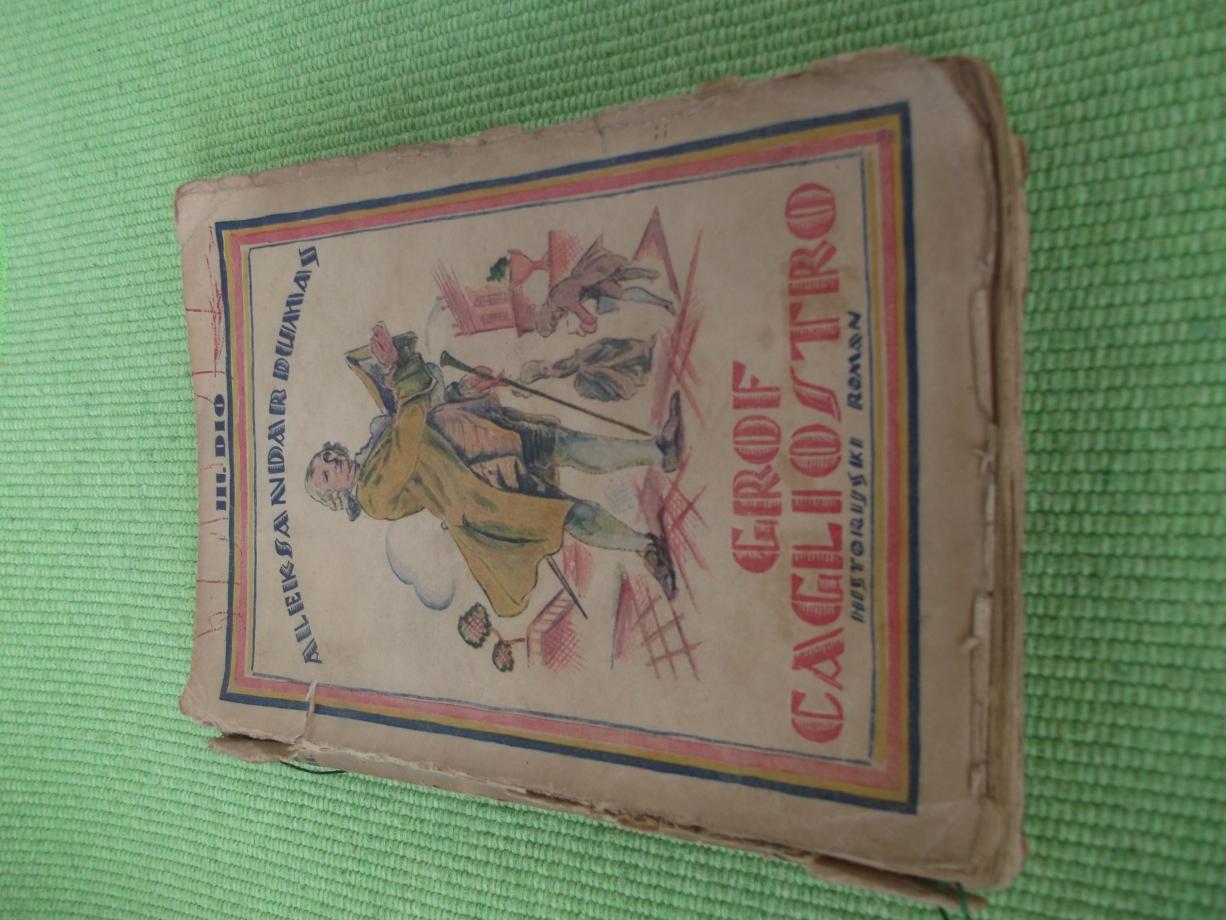 III. DIO
ALEKSANDAR DUMAS
GROF
CAGLIOSTRO
HISTORIJSKI ROMAN